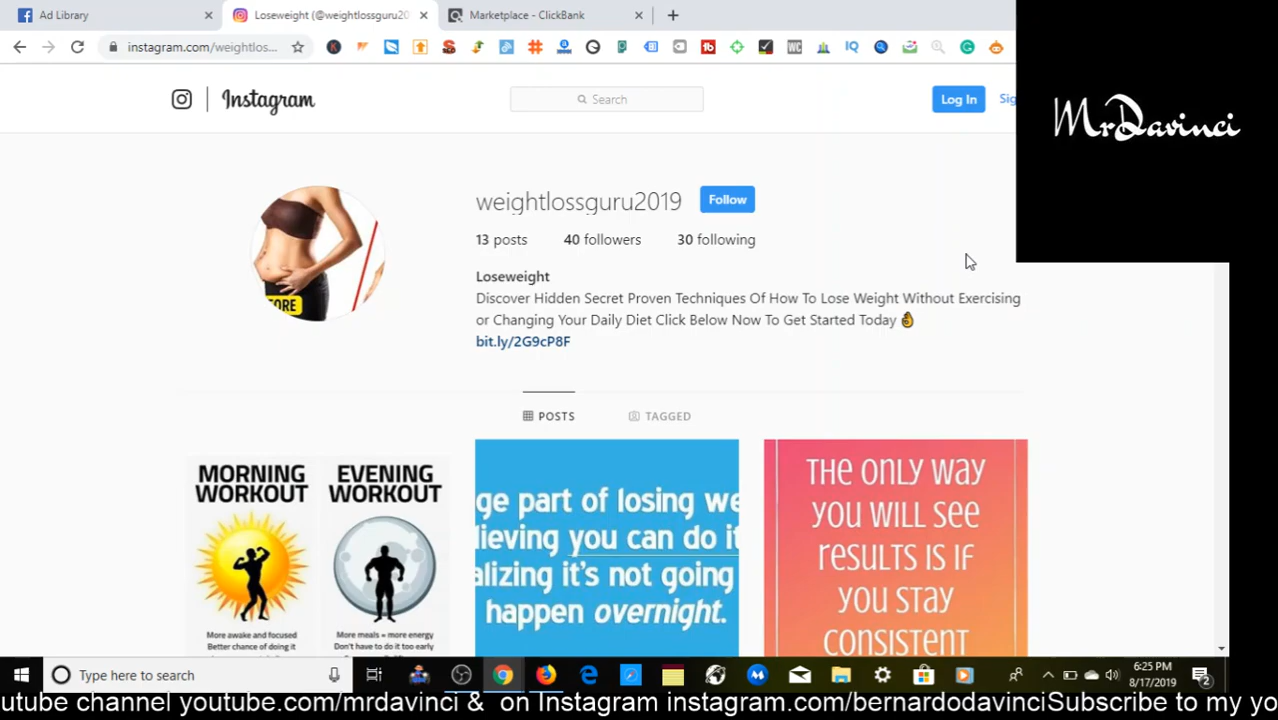 Ad Library
Loseweight (@weightlossguru20
Marketplace - ClickBank
instagram.com/weightlos...
Instagram
Search
Log In
Sig
MrDavinci
weightlossguru2019
Follow
13 posts 40 followers 30 following
Loseweight
Discover Hidden Secret Proven Techniques Of How To Lose Weight Without Exercising
or Changing Your Daily Diet Click Below Now To Get Started Today 👌
bit.ly/2G9cP8F
POSTS TAGGED
ORE
MORNING
WORKOUT
More awake and focused
Better chance of doing it
EVENING
WORKOUT
More meals = more energy
Don't have to do it too early
ge part of losing we
lieving you can do it
alizing it's not going
happen overnight.
THE ONLY WAY
YOU WILL SEE
RESULTS IS IF
YOU STAY
CONSISTENT
Type here to search
6:25 PM
8/17/2019
2
utube channel youtube.com/mrdavinci & on Instagram instagram.com/bernardodavinciSubscribe to my yo